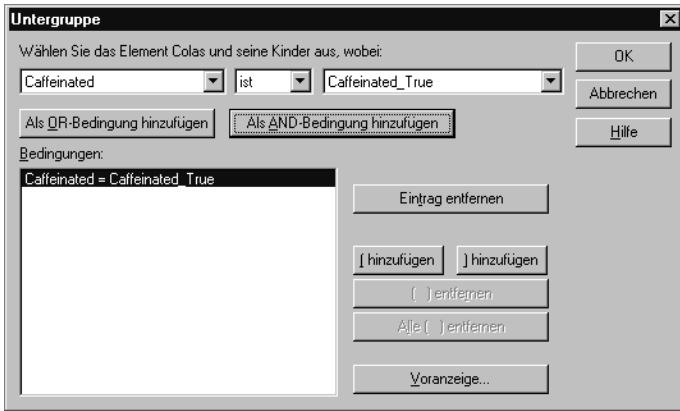 Untergruppe
Wählen Sie das Element Colas und seine Kinder aus, wobei:
OK
Caffeinated ist Caffeinated_True
Abbrechen
Als OR-Bedingung hinzufügen Als AND-Bedingung hinzufügen
Hilfe
Bedingungen:
Caffeinated = Caffeinated_True
Eintrag entfernen
( hinzufügen ) hinzufügen
( ) entfernen
Alle ( ) entfernen
Voranzeige...